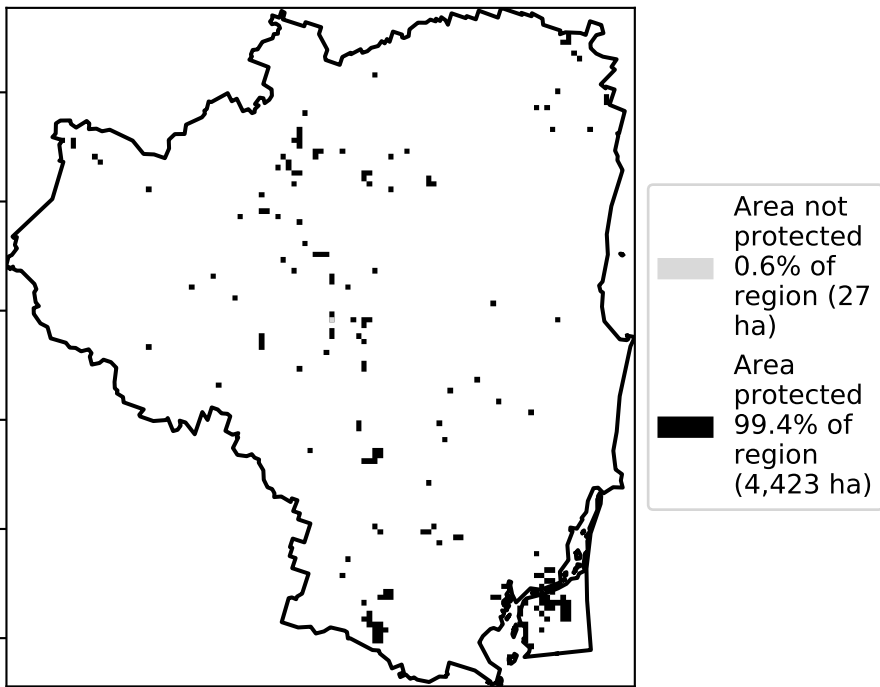 Area not
protected
0.6% of
region (27
ha)
Area
protected
99.4% of
region
(4,423 ha)